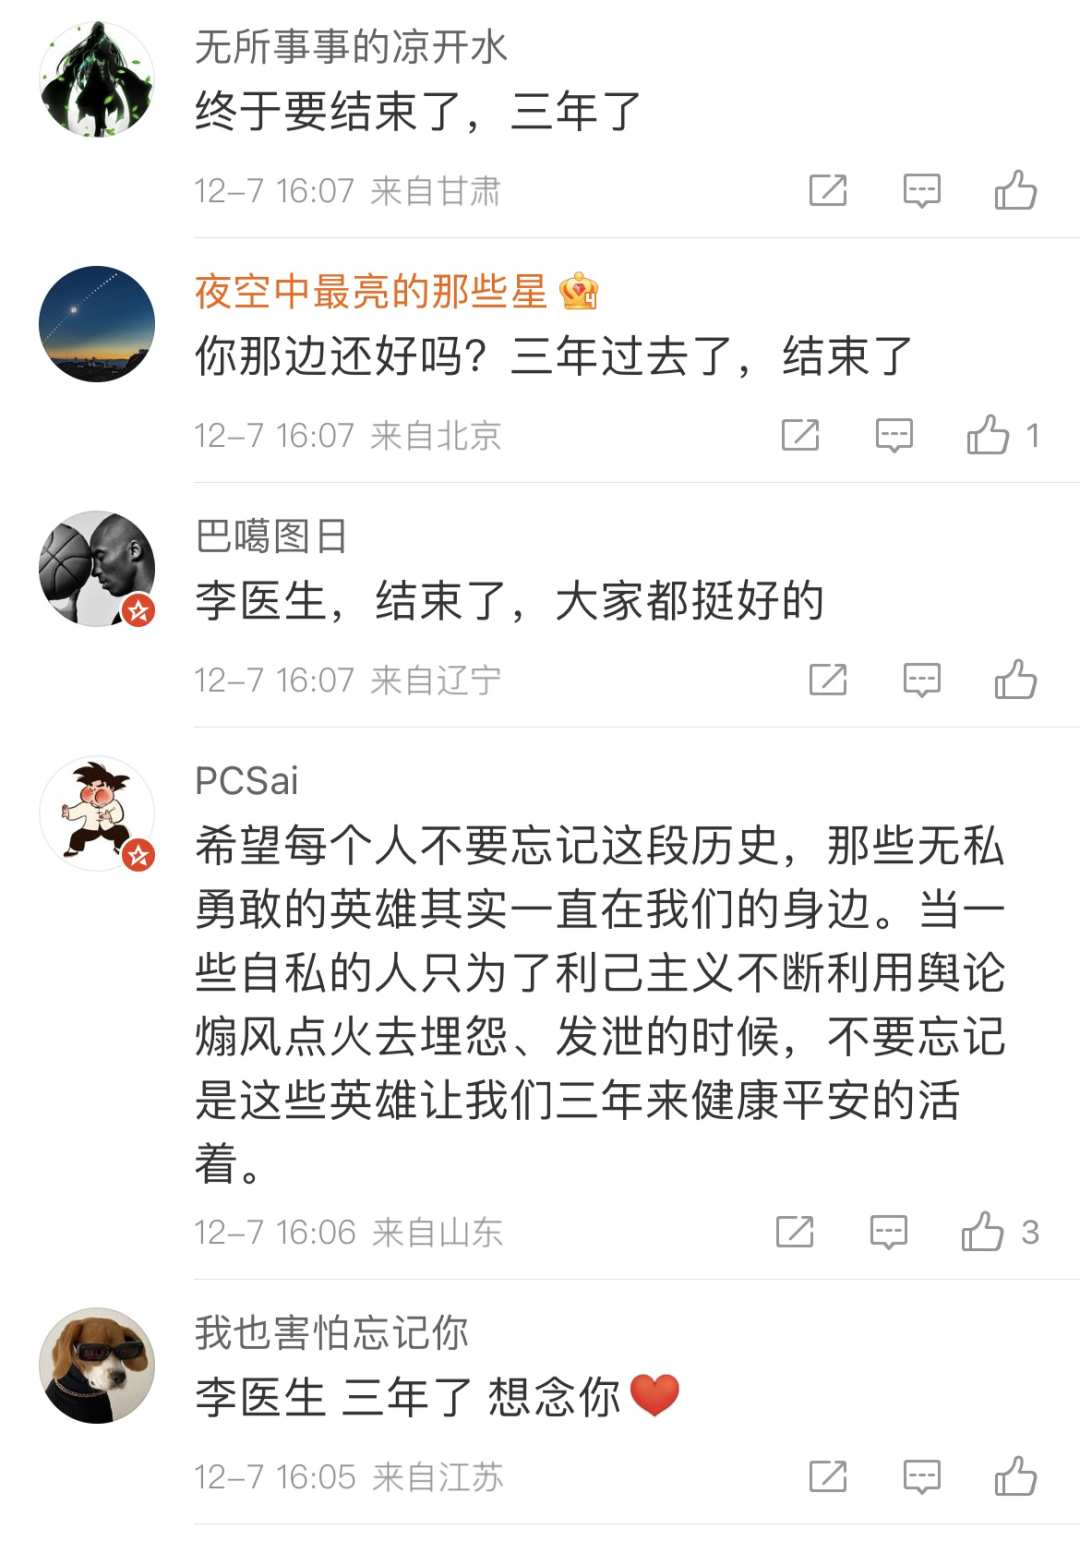 无所事事的凉开水
终于要结束了，三年了
12-7 16:07 来自甘肃
夜空中最亮的那些星 4
你那边还好吗？三年过去了，结束了
12-7 16:07 来自北京 1
巴噶图日
李医生，结束了，大家都挺好的
12-7 16:07 来自辽宁
PCSai
希望每个人不要忘记这段历史，那些无私
勇敢的英雄其实一直在我们的身边。当一
些自私的人只为了利己主义不断利用舆论
煽风点火去埋怨、发泄的时候，不要忘记
是这些英雄让我们三年来健康平安的活
着。
12-7 16:06 来自山东 3
我也害怕忘记你
李医生 三年了 想念你❤️
12-7 16:05 来自江苏